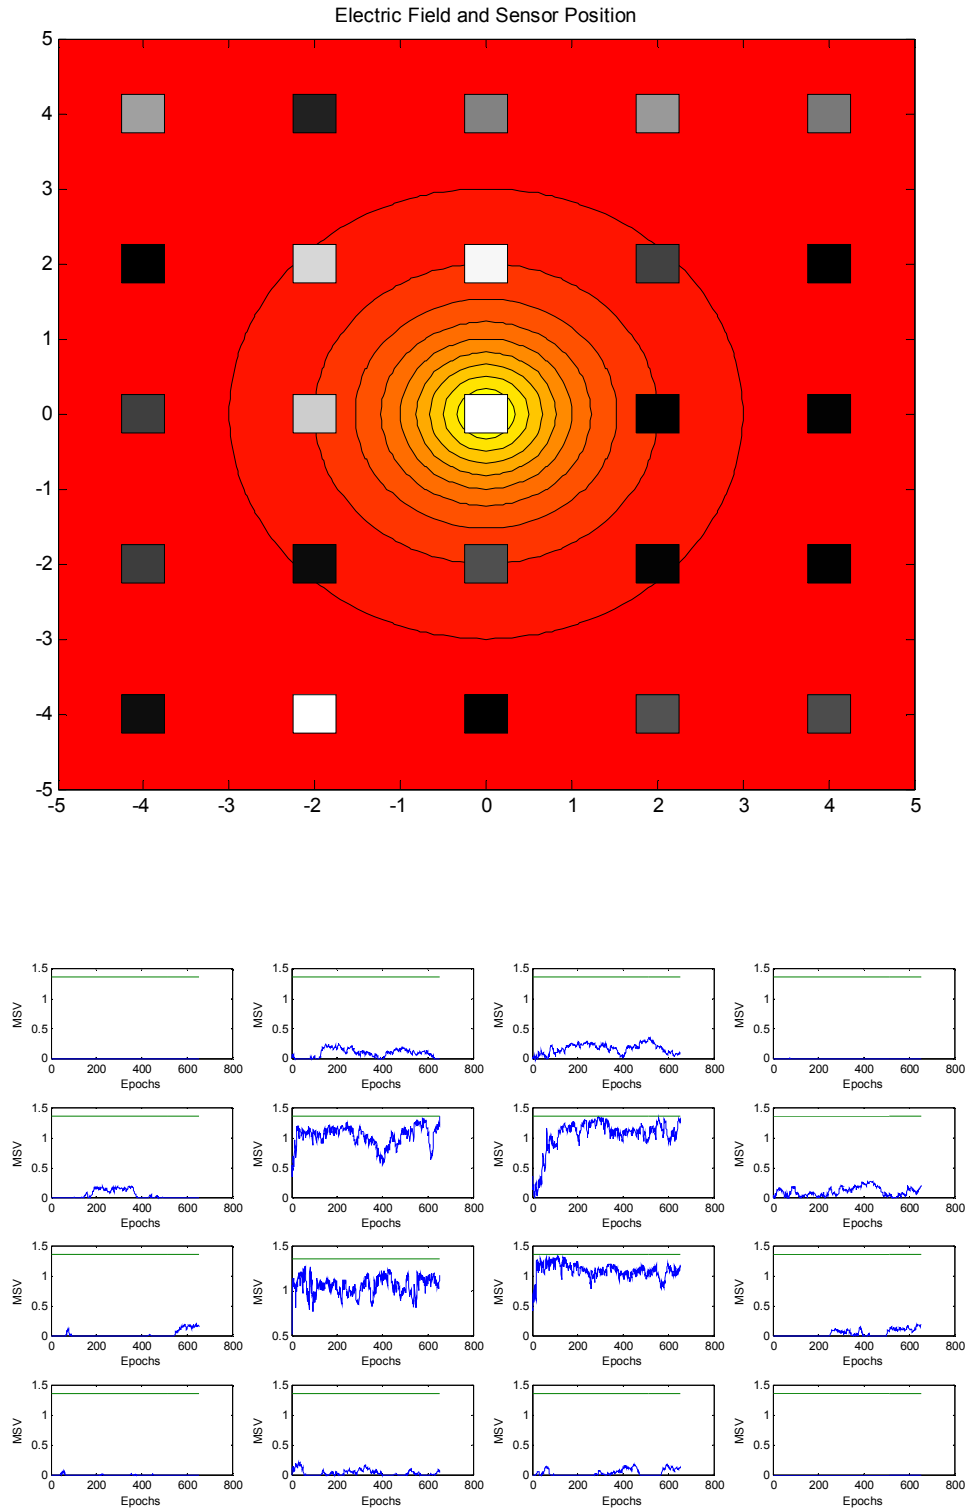 Electric Field and Sensor Position
5
4
3
2
1
0
-1
-2
-3
-4
-5
-5 -4 -3 -2 -1 0 1 2 3 4 5
1.5 1.5 1.5 1.5
1 1 1 1
MSV MSV MSV MSV
0.5 0.5 0.5 0.5
0 0 0 0
0 200 400 600 800 0 200 400 600 800 0 200 400 600 800 0 200 400 600 800
Epochs Epochs Epochs Epochs
1.5 1.5 1.5 1.5
1 1 1 1
MSV MSV MSV MSV
0.5 0.5 0.5 0.5
0 0 0 0
0 200 400 600 800 0 200 400 600 800 0 200 400 600 800 0 200 400 600 800
Epochs Epochs Epochs Epochs
1.5 1.5 1.5
1 1 1 1
MSV MSV MSV MSV
0.5 0.5 0.5
0 0.5 0 0
0 200 400 600 800 0 200 400 600 800 0 200 400 600 800 0 200 400 600 800
Epochs Epochs Epochs Epochs
1.5 1.5 1.5 1.5
1 1 1 1
MSV MSV MSV MSV
0.5 0.5 0.5 0.5
0 0 0 0
0 200 400 600 800 0 200 400 600 800 0 200 400 600 800 0 200 400 600 800
Epochs Epochs Epochs Epochs